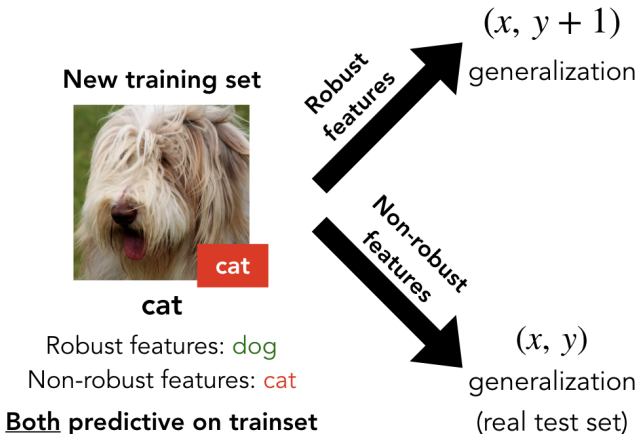 New training set
cat
cat
Robust features: dog
Non-robust features: cat
Both predictive on trainset
Robust
features
Non-robust
features
(x, y + 1)
generalization
(x, y)
generalization
(real test set)